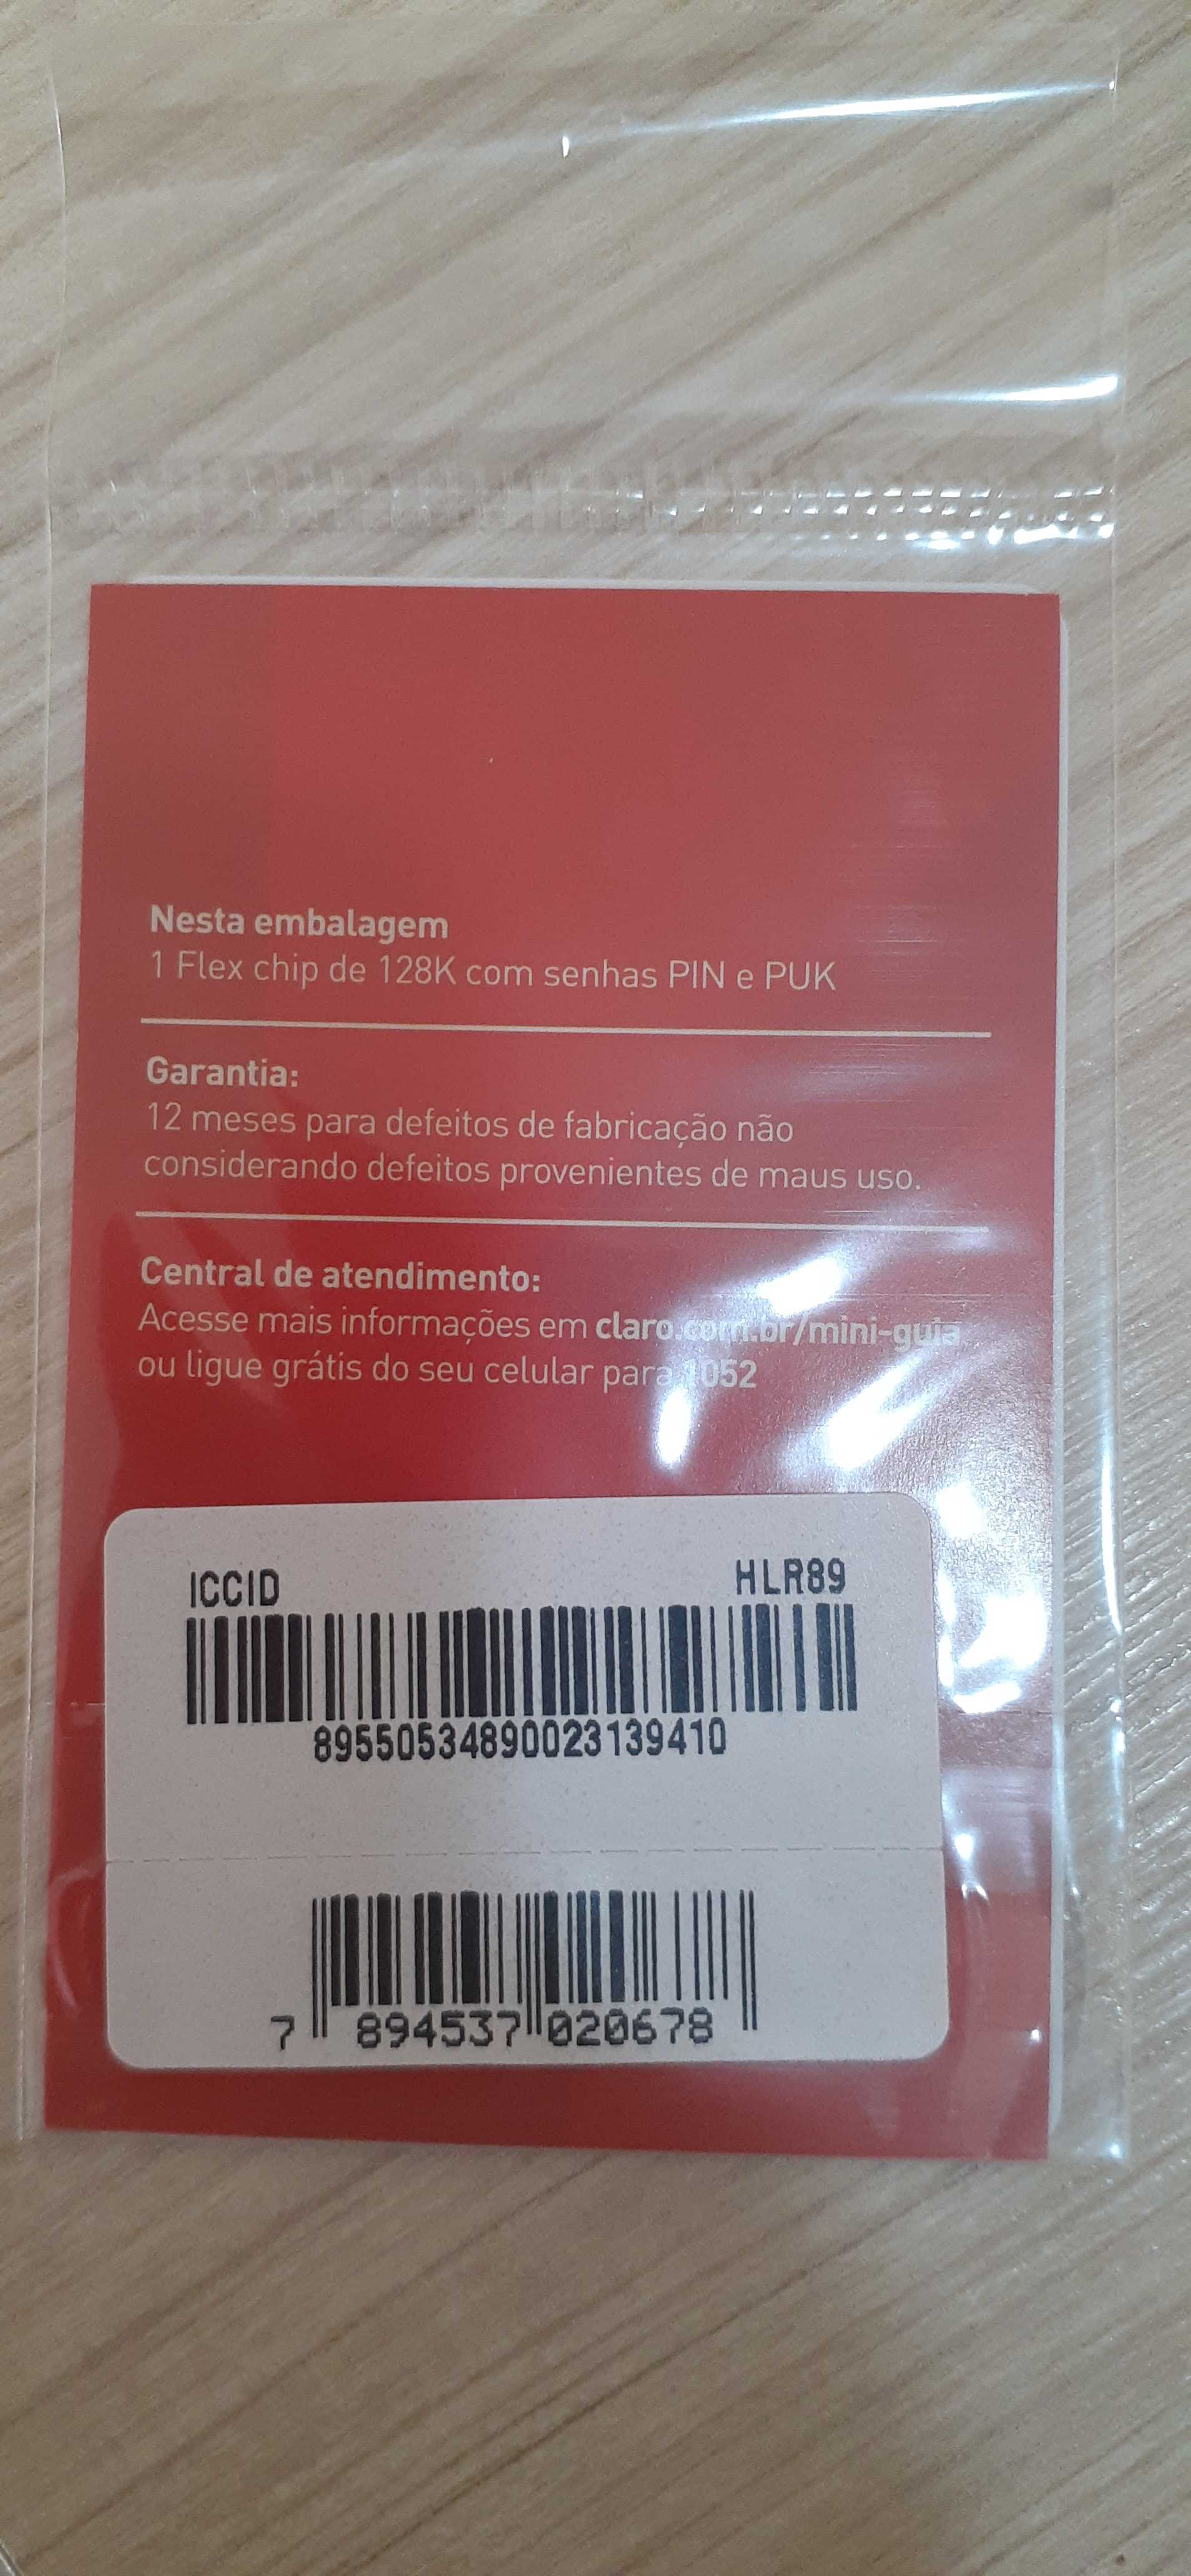 Nesta embalagem
1 Flex chip de 128K com senhas PIN e PUK
Garantia:
12 meses para defeitos de fabricação não
considerando defeitos provenientes de maus uso.
Central de atendimento:
Acesse mais informações em claro.com.br/mini-guia
ou ligue grátis do seu celular para 1052
ICCID HLR89
89550534890023139410
7 894537 020678